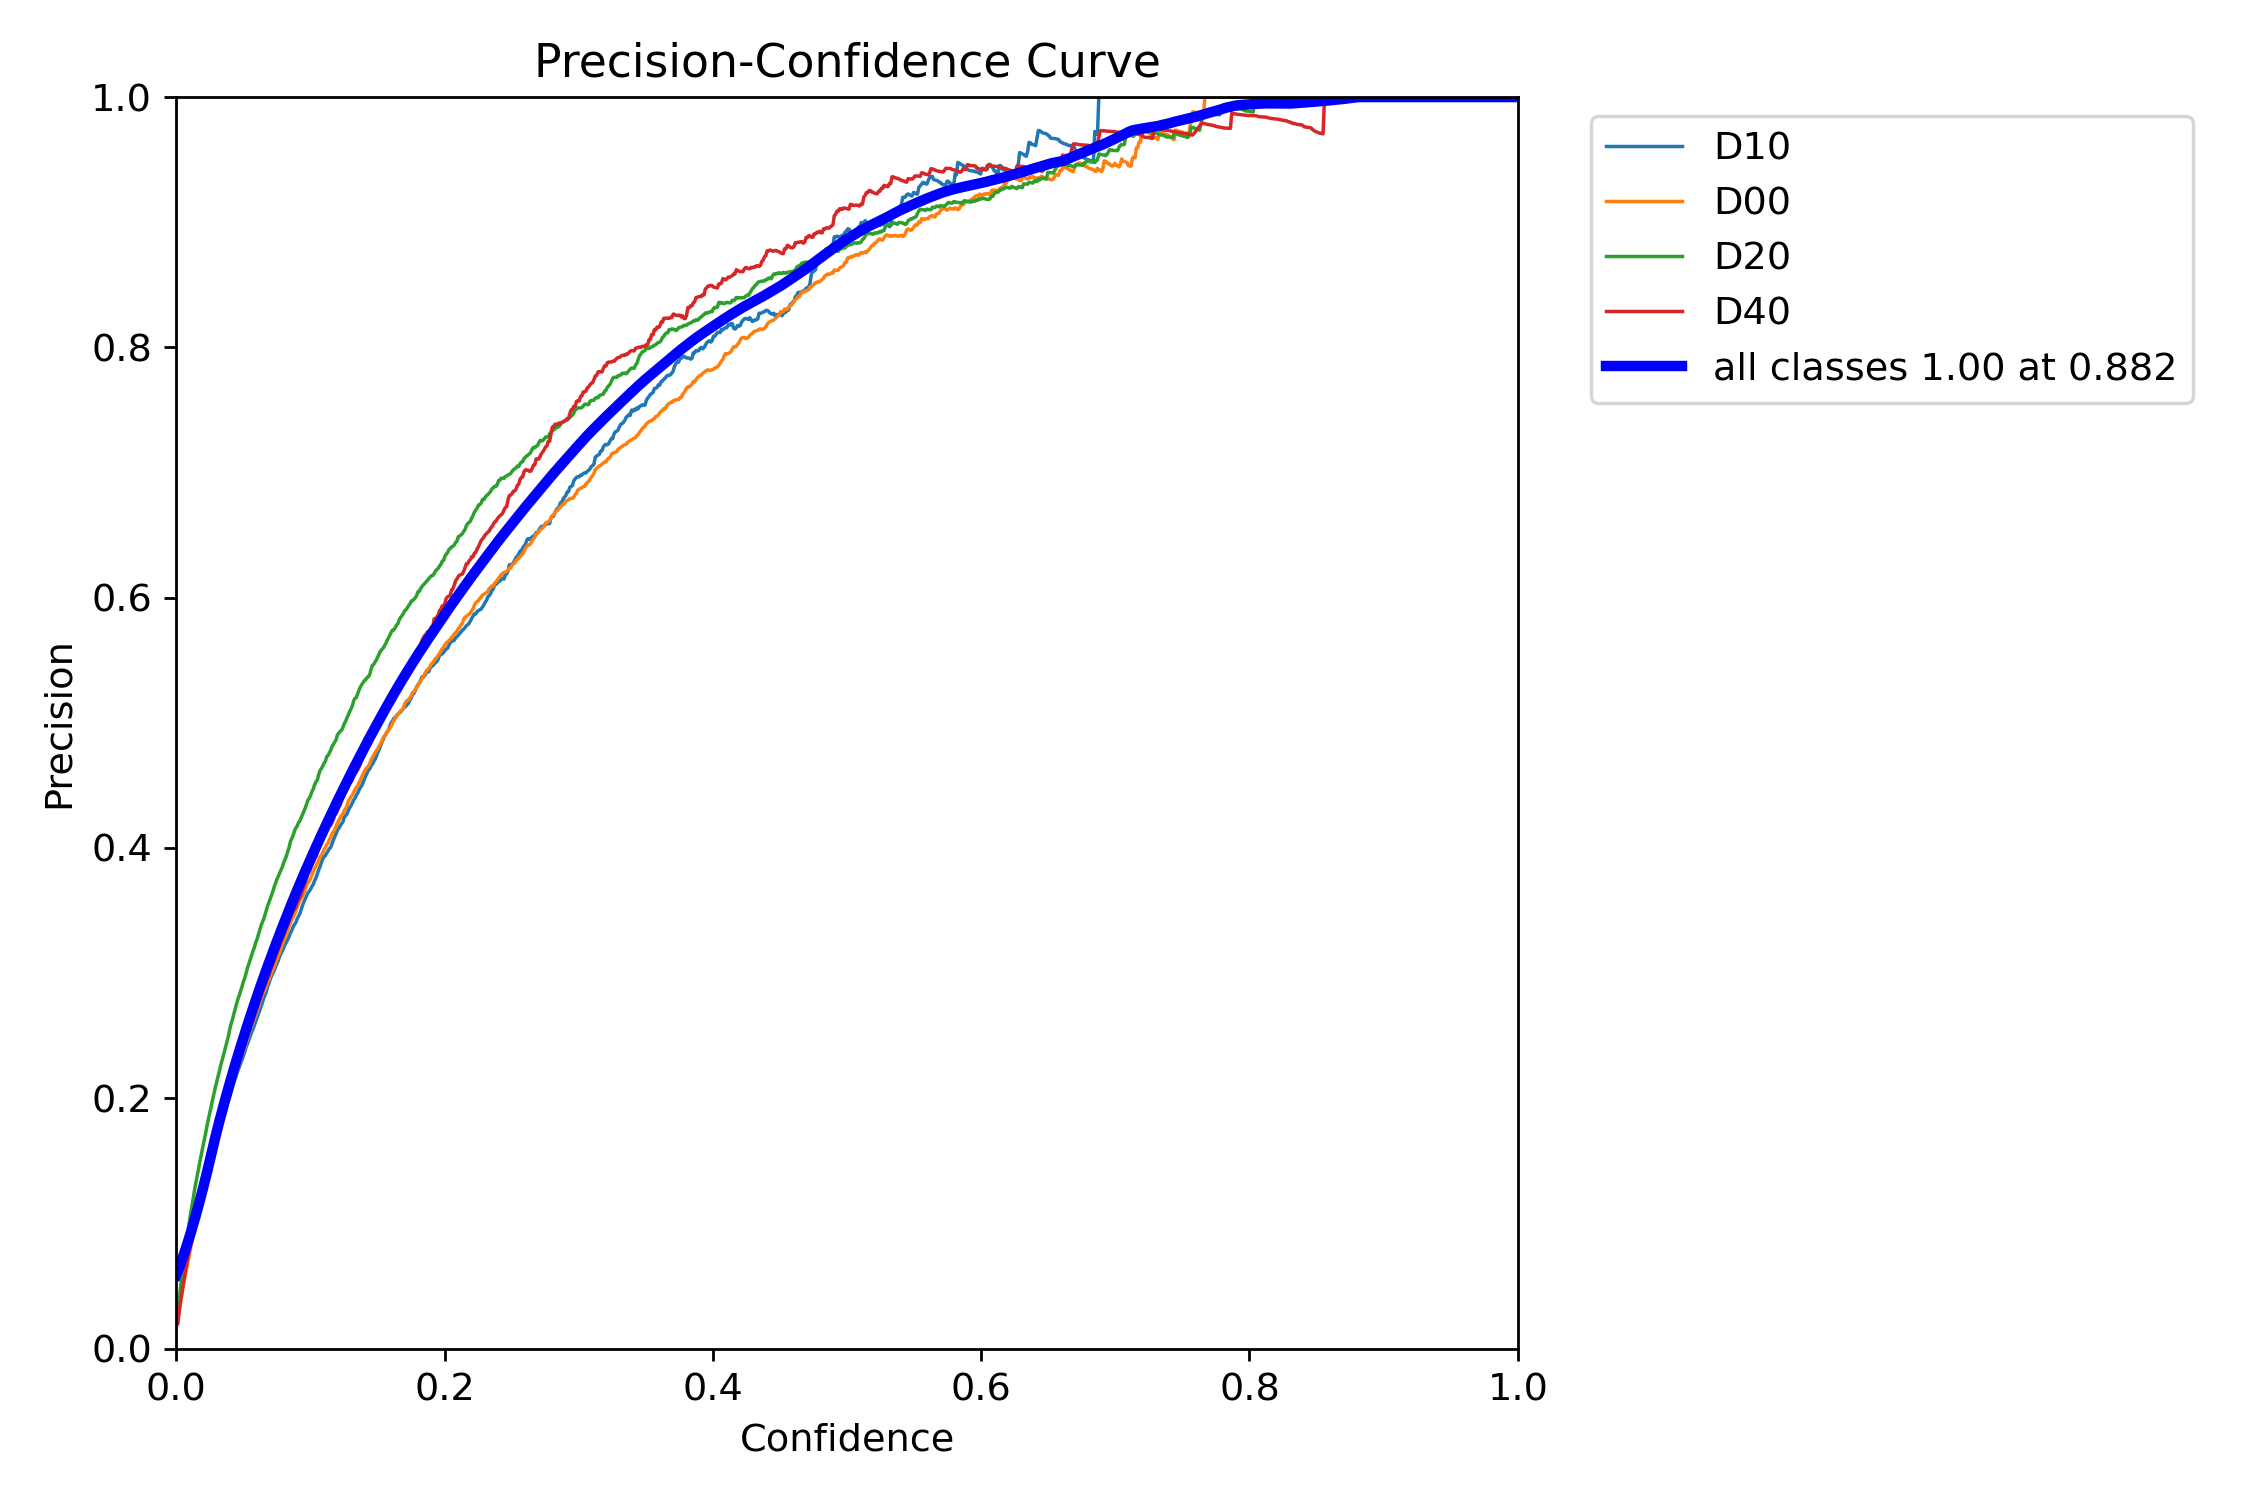 Precision-Confidence Curve
1.0
0.8
0.6
0.4
0.2
0.0
Precision
0.0 0.2 0.4 0.6 0.8 1.0
Confidence
D10
D00
D20
D40
all classes 1.00 at 0.882